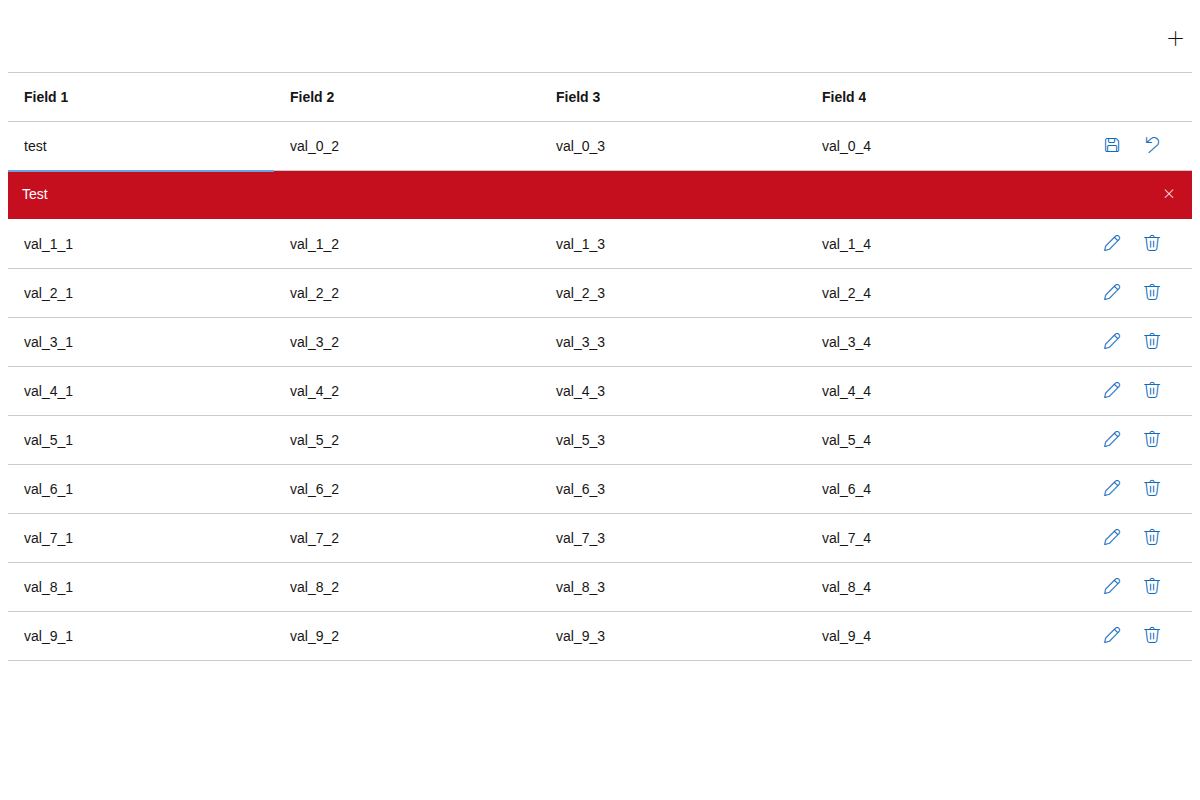 Field 1 Field 2 Field 3 Field 4
test val_0_2 val_0_3 val_0_4
Test
val_1_1 val_1_2 val_1_3 val_1_4
val_2_1 val_2_2 val_2_3 val_2_4
val_3_1 val_3_2 val_3_3 val_3_4
val_4_1 val_4_2 val_4_3 val_4_4
val_5_1 val_5_2 val_5_3 val_5_4
val_6_1 val_6_2 val_6_3 val_6_4
val_7_1 val_7_2 val_7_3 val_7_4
val_8_1 val_8_2 val_8_3 val_8_4
val_9_1 val_9_2 val_9_3 val_9_4